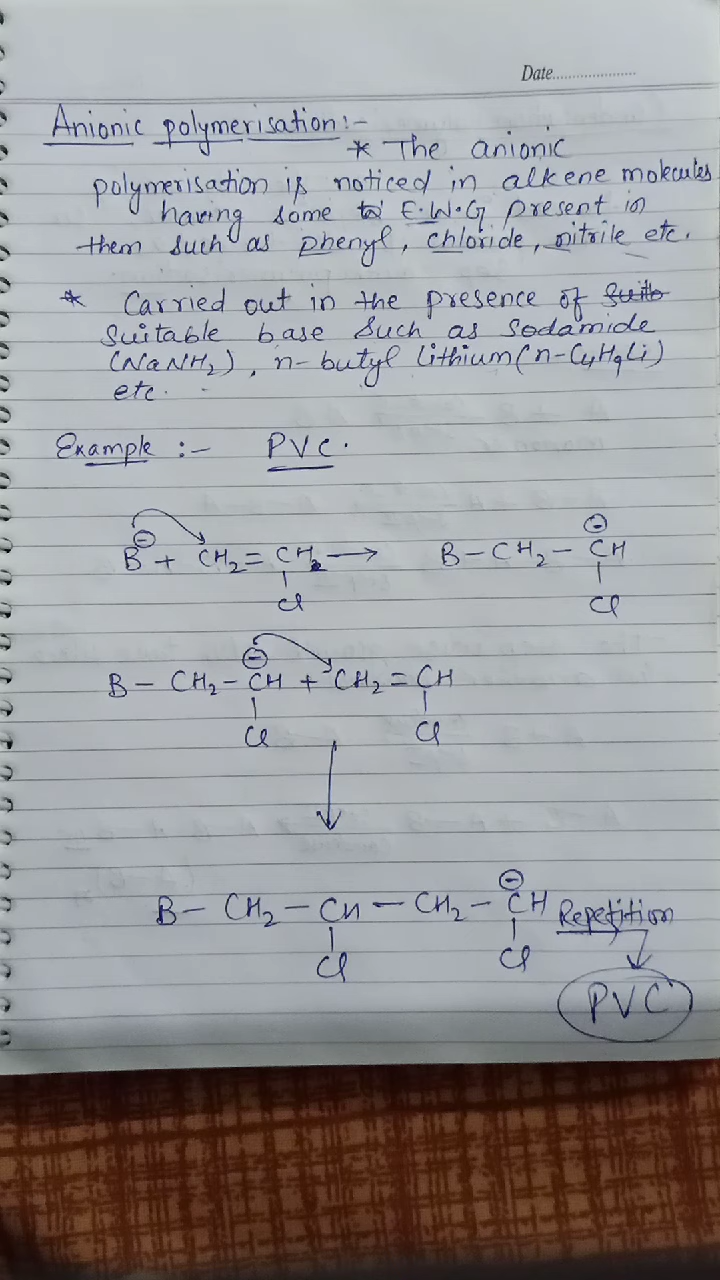 Date.....................
Anionic polymerisation:-
* The anionic
polymerisation is noticed in alkene molecules
having some E.W.G present in
them such as phenyl, chloride, nitrile etc.
* Carried out in the presence of
Suitable base such as sodamide
(NaNH₂), n-butyl lithium (n-C₄H₉Li)
etc.
Example :- PVC.
B⊖ + CH₂ = CH₂ ⟶ B – CH₂ – CH⊖
Cl Cl
B – CH₂ – CH⊖ + CH₂ = CH
Cl Cl
↓
B – CH₂ – CH – CH₂ – CH⊖ Repetition
Cl Cl
PVC